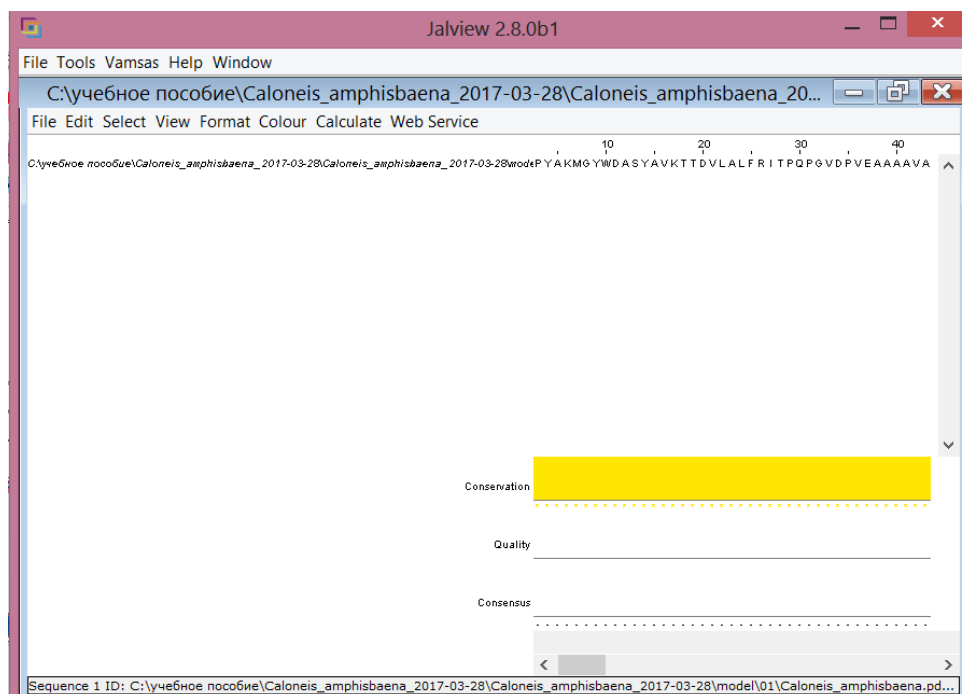 Jalview 2.8.0b1
File Tools Vamsas Help Window
C:\учебное пособие\Caloneis_amphisbaena_2017-03-28\Caloneis_amphisbaena_20...
File Edit Select View Format Colour Calculate Web Service
10 20 30 40
C:\учебное пособие\Caloneis_amphisbaena_2017-03-28\Caloneis_amphisbaena_2017-03-28\mode PYAKMGYWDASYAVKTTDVLALFRITPQPGVDPVEAAAAVA
Conservation
Quality
Consensus
Sequence 1 ID: C:\учебное пособие\Caloneis_amphisbaena_2017-03-28\Caloneis_amphisbaena_2017-03-28\model\01\Caloneis_amphisbaena.pd...